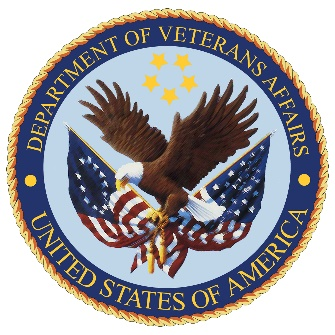 DEPARTMENT OF VETERANS AFFAIRS
UNITED STATES OF AMERICA